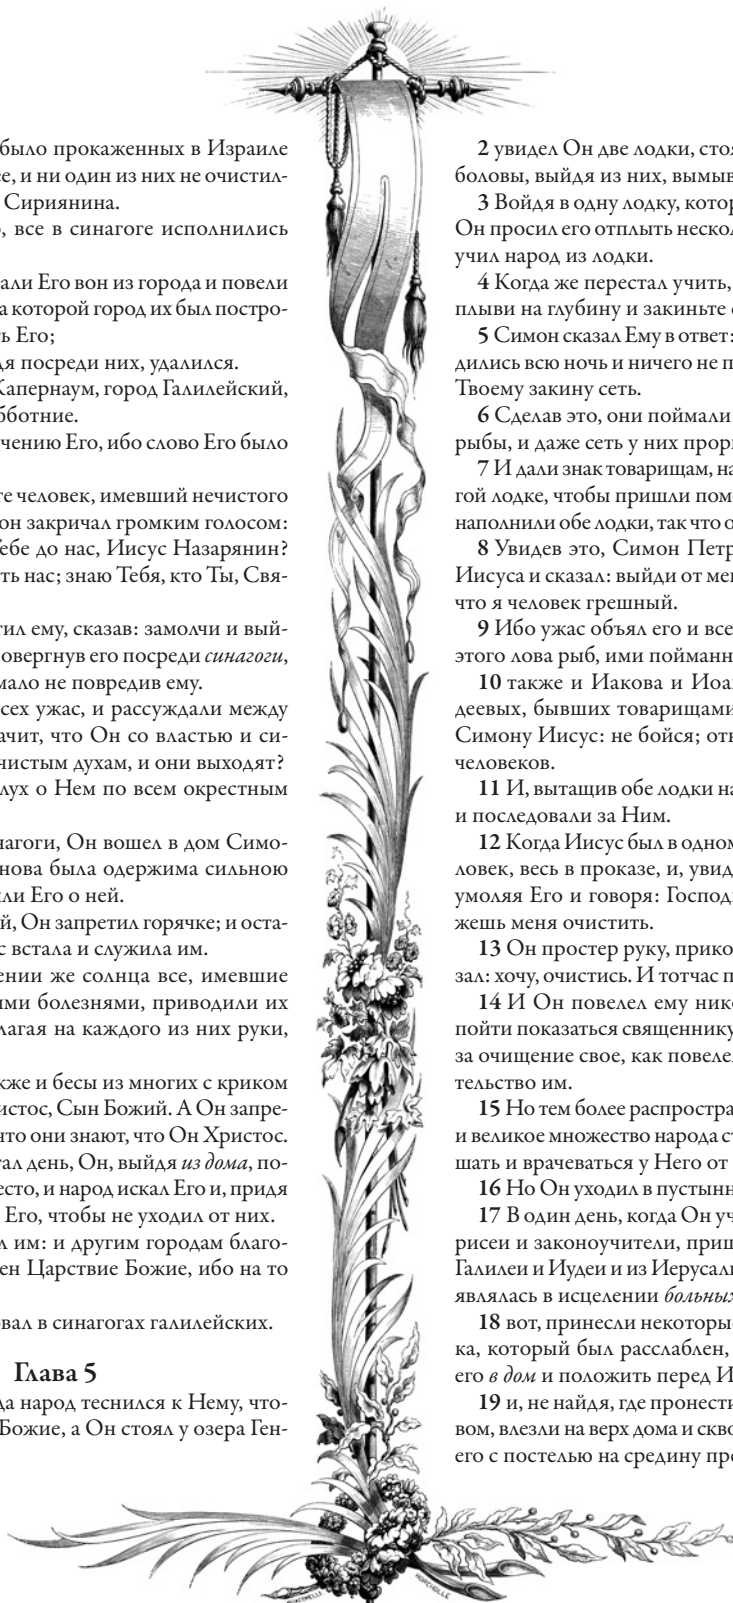 было прокаженных в Израиле
ее, и ни один из них не очистил-
Сириянина.
о, все в синагоге исполнились
али Его вон из города и повели
а которой город их был постро-
ть Его;
дя посреди них, удалился.
Капернаум, город Галилейский,
бботние.
чению Его, ибо слово Его было
ге человек, имевший нечистого
он закричал громким голосом:
Тебе до нас, Иисус Назарянин?
ть нас; знаю Тебя, кто Ты, Свя-
тил ему, сказав: замолчи и вый-
овергнув его посреди синагоги,
мало не повредив ему.
сех ужас, и рассуждали между
ачит, что Он со властью и си-
чистым духам, и они выходят?
лух о Нем по всем окрестным
нагоги, Он вошел в дом Симо-
нова была одержима сильною
или Его о ней.
й, Он запретил горячке; и оста-
с встала и служила им.
ении же солнца все, имевшие
ыми болезнями, приводили их
лагая на каждого из них руки,
кже и бесы из многих с криком
истос, Сын Божий. А Он запре-
что они знают, что Он Христос.
тал день, Он, выйдя из дома, по-
есто, и народ искал Его и, придя
Его, чтобы не уходил от них.
л им: и другим городам благо-
ен Царствие Божие, ибо на то
вал в синагогах галилейских.
Глава 5
да народ теснился к Нему, что-
Божие, а Он стоял у озера Ген-
2 увидел Он две лодки, стоя
боловы, выйдя из них, вымыв
3 Войдя в одну лодку, котор
Он просил его отплыть нескол
учил народ из лодки.
4 Когда же перестал учить,
плыви на глубину и закиньте с
5 Симон сказал Ему в ответ:
дились всю ночь и ничего не п
Твоему закину сеть.
6 Сделав это, они поймали
рыбы, и даже сеть у них прор
7 И дали знак товарищам, на
гой лодке, чтобы пришли пом
наполнили обе лодки, так что о
8 Увидев это, Симон Петр
Иисуса и сказал: выйди от мен
что я человек грешный.
9 Ибо ужас объял его и все
этого лова рыб, ими пойманн
10 также и Иакова и Иоа
деевых, бывших товарищами
Симону Иисус: не бойся; отн
человеков.
11 И, вытащив обе лодки на
и последовали за Ним.
12 Когда Иисус был в одном
ловек, весь в проказе, и, увид
умоляя Его и говоря: Господ
жешь меня очистить.
13 Он простер руку, прико
зал: хочу, очистись. И тотчас п
14 И Он повелел ему нико
пойти показаться священнику
за очищение свое, как повелел
тельство им.
15 Но тем более распростра
и великое множество народа ст
шать и врачеваться у Него от
16 Но Он уходил в пустынн
17 В один день, когда Он уч
рисеи и законоучители, приш
Галилеи и Иудеи и из Иерусали
являлась в исцелении больных
18 вот, принесли некоторые
ка, который был расслаблен,
его в дом и положить перед И
19 и, не найдя, где пронести
вом, влезли на верх дома и скво
его с постелью на средину пре